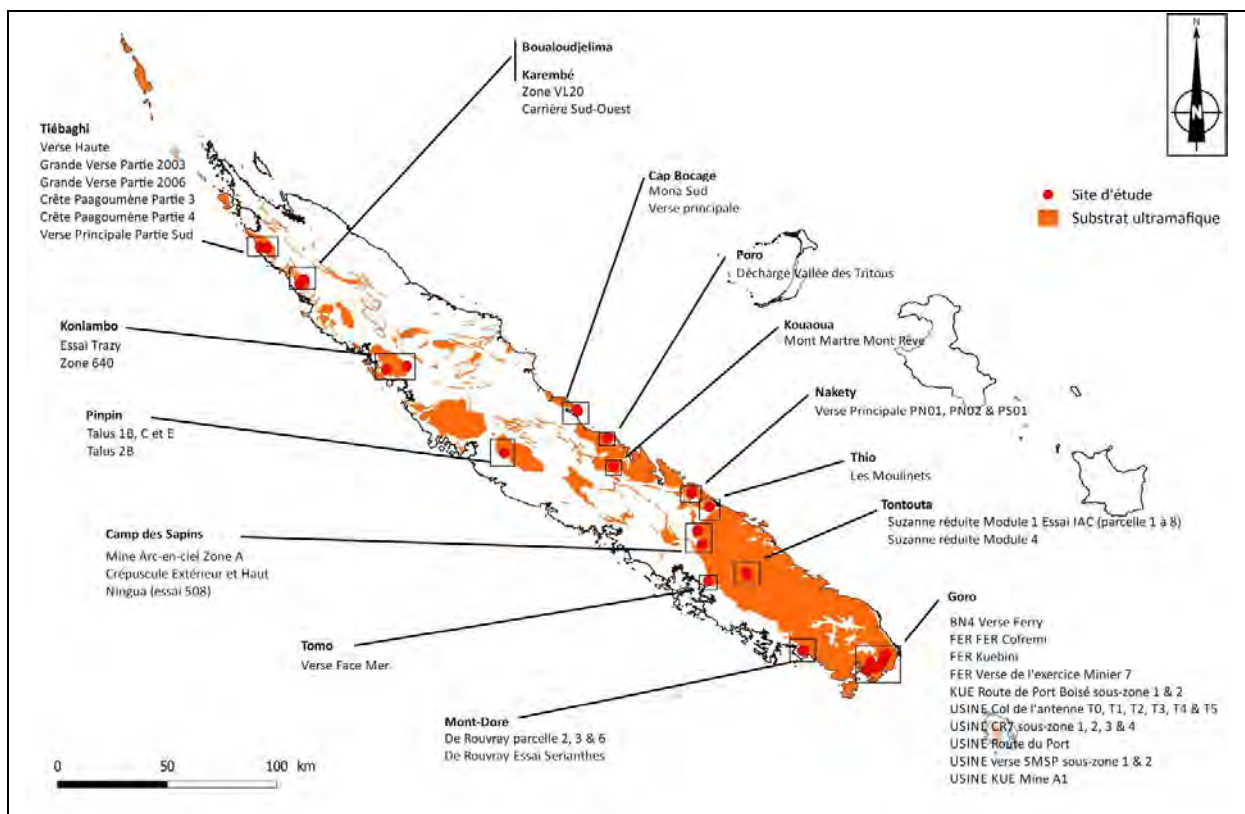 N
Boualoudjelima
Karembé
Zone VL20
Carrière Sud-Ouest
Tiébaghi
Verse Haute
Grande Verse Partie 2003
Grande Verse Partie 2006
Crête Paagoumène Partie 3
Crête Paagoumène Partie 4
Verse Principale Partie Sud
Cap Bocage
Mona Sud
Verse principale
Site d'étude
Substrat ultramafique
Poro
Décharge Vallée des Tritous
Koniambo
Essai Trazy
Zone 640
Kouaoua
Mont Martre Mont Rêve
Nakety
Verse Principale PN01, PN02 & PS01
Pinpin
Talus 1B, C et E
Talus 2B
Thio
Les Moulinets
Tontouta
Suzanne réduite Module 1 Essai IAC (parcelle 1 à 8)
Suzanne réduite Module 4
Camp des Sapins
Mine Arc-en-ciel Zone A
Crépuscule Extérieur et Haut
Ningua (essai 508)
Goro
BN4 Verse Ferry
FER FER Cofremi
FER Kuebini
FER Verse de l'exercice Minier 7
KUE Route de Port Boisé sous-zone 1 & 2
USINE Col de l'antenne T0, T1, T2, T3, T4 & T5
USINE CR7 sous-zone 1, 2, 3 & 4
USINE Route du Port
USINE verse SMSP sous-zone 1 & 2
USINE KUE Mine A1
Tomo
Verse Face Mer
Mont-Dore
De Rouvray parcelle 2, 3 & 6
De Rouvray Essai Serianthes
0 50 100 km